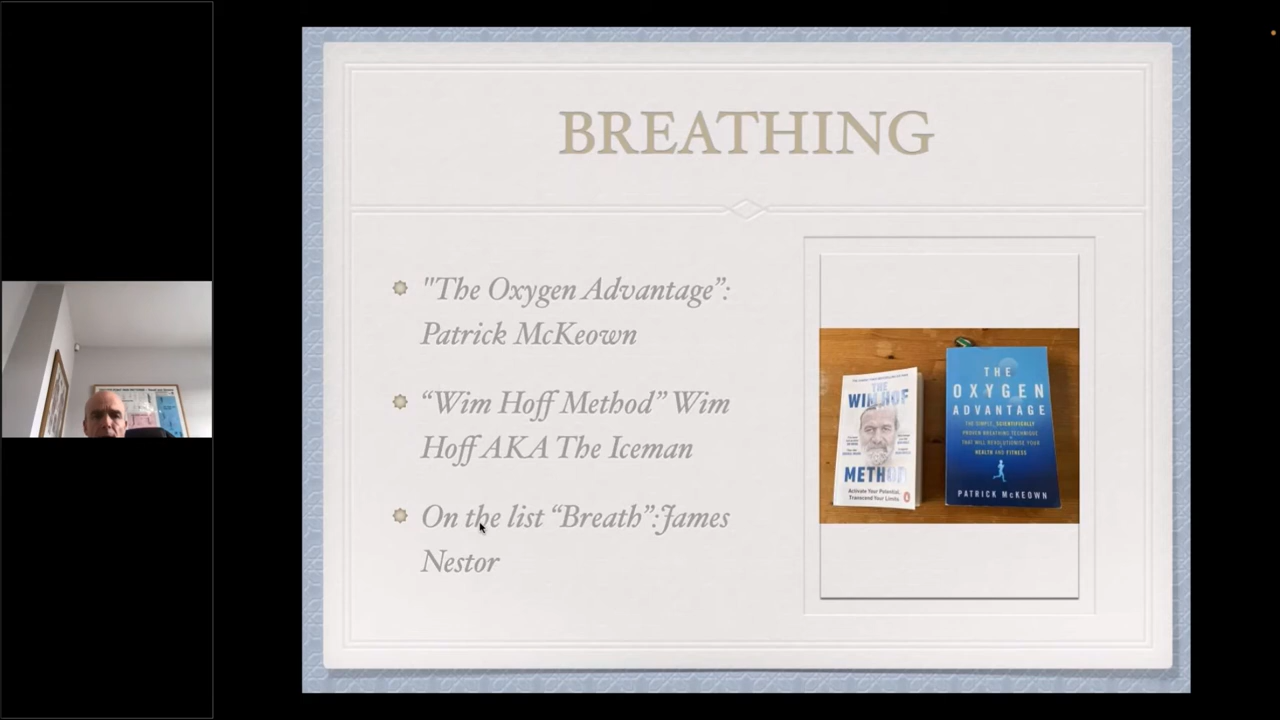 BREATHING
"The Oxygen Advantage”:
Patrick McKeown
“Wim Hoff Method” Wim
Hoff AKA The Iceman
On the list “Breath”:James
Nestor
THE
WIM HOF
METHOD
Activate Your Potential,
Transcend Your Limits
THE
OXYGEN
ADVANTAGE
THE SIMPLE, SCIENTIFICALLY
PROVEN BREATHING TECHNIQUE
THAT WILL REVOLUTIONISE YOUR
HEALTH AND FITNESS
PATRICK McKEOWN